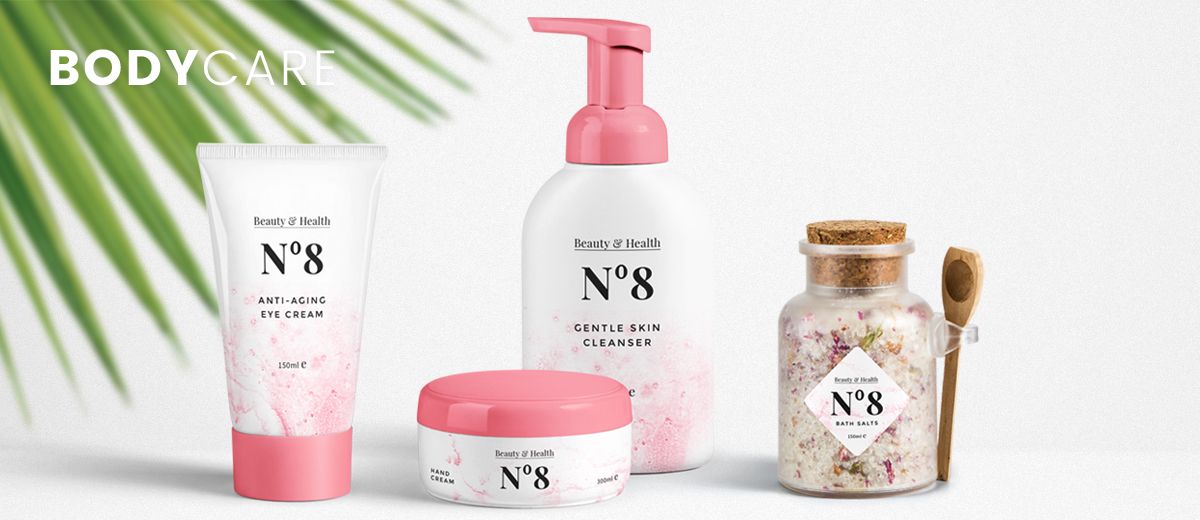 BODYCARE
Beauty & Health
Nº8
ANTI-AGING
EYE CREAM
150ml e
Beauty & Health
Nº8
GENTLE SKIN
CLEANSER
e
Beauty & Health
Nº8
HAND
CREAM
300ml e
Beauty & Health
Nº8
BATH SALTS
150ml e